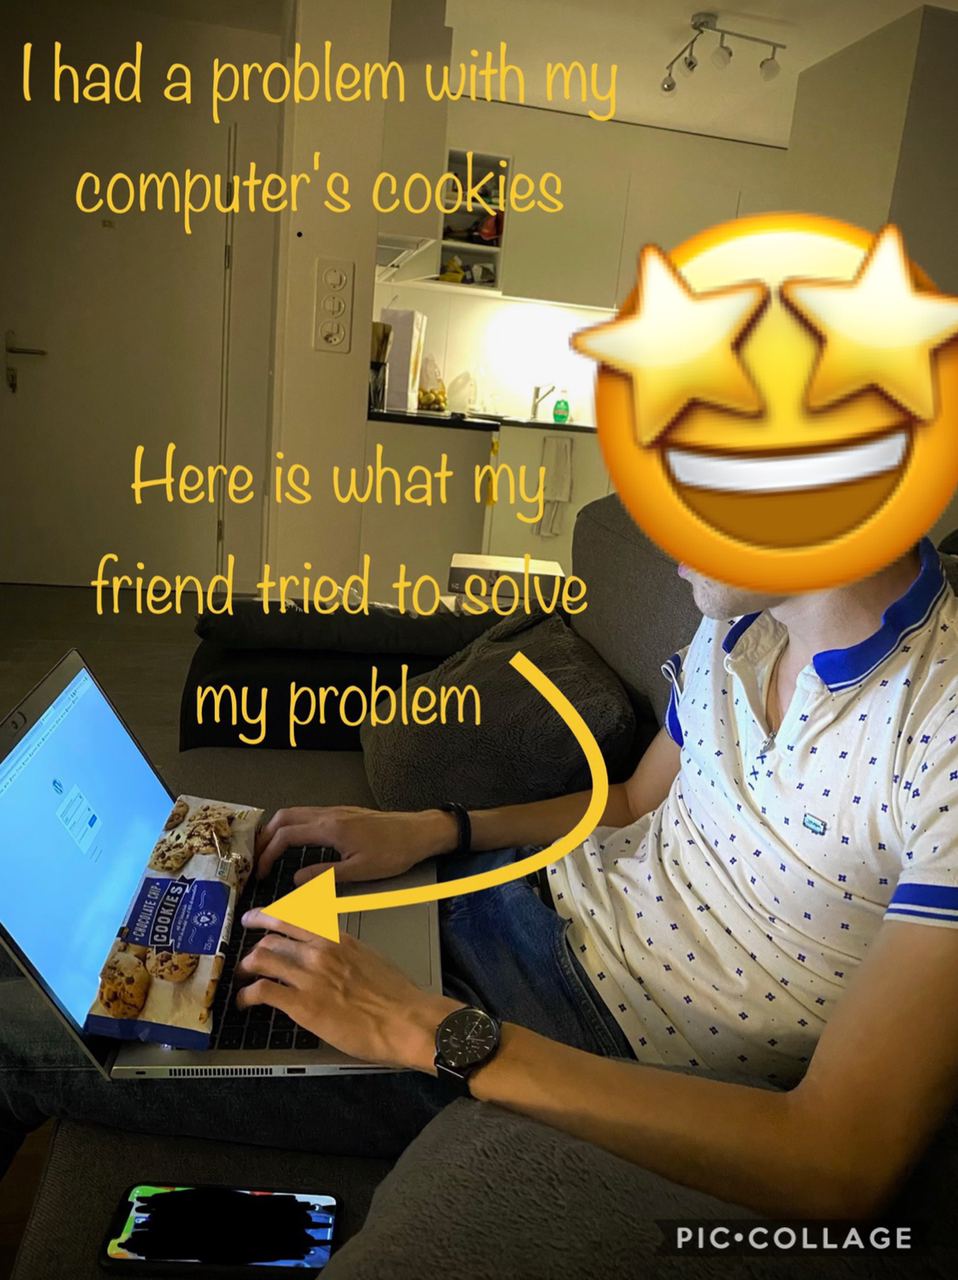 I had a problem with my
computer's cookies
Here is what my
friend tried to solve
my problem
CHOCOLATE CHIP
COOKIES
PIC•COLLAGE